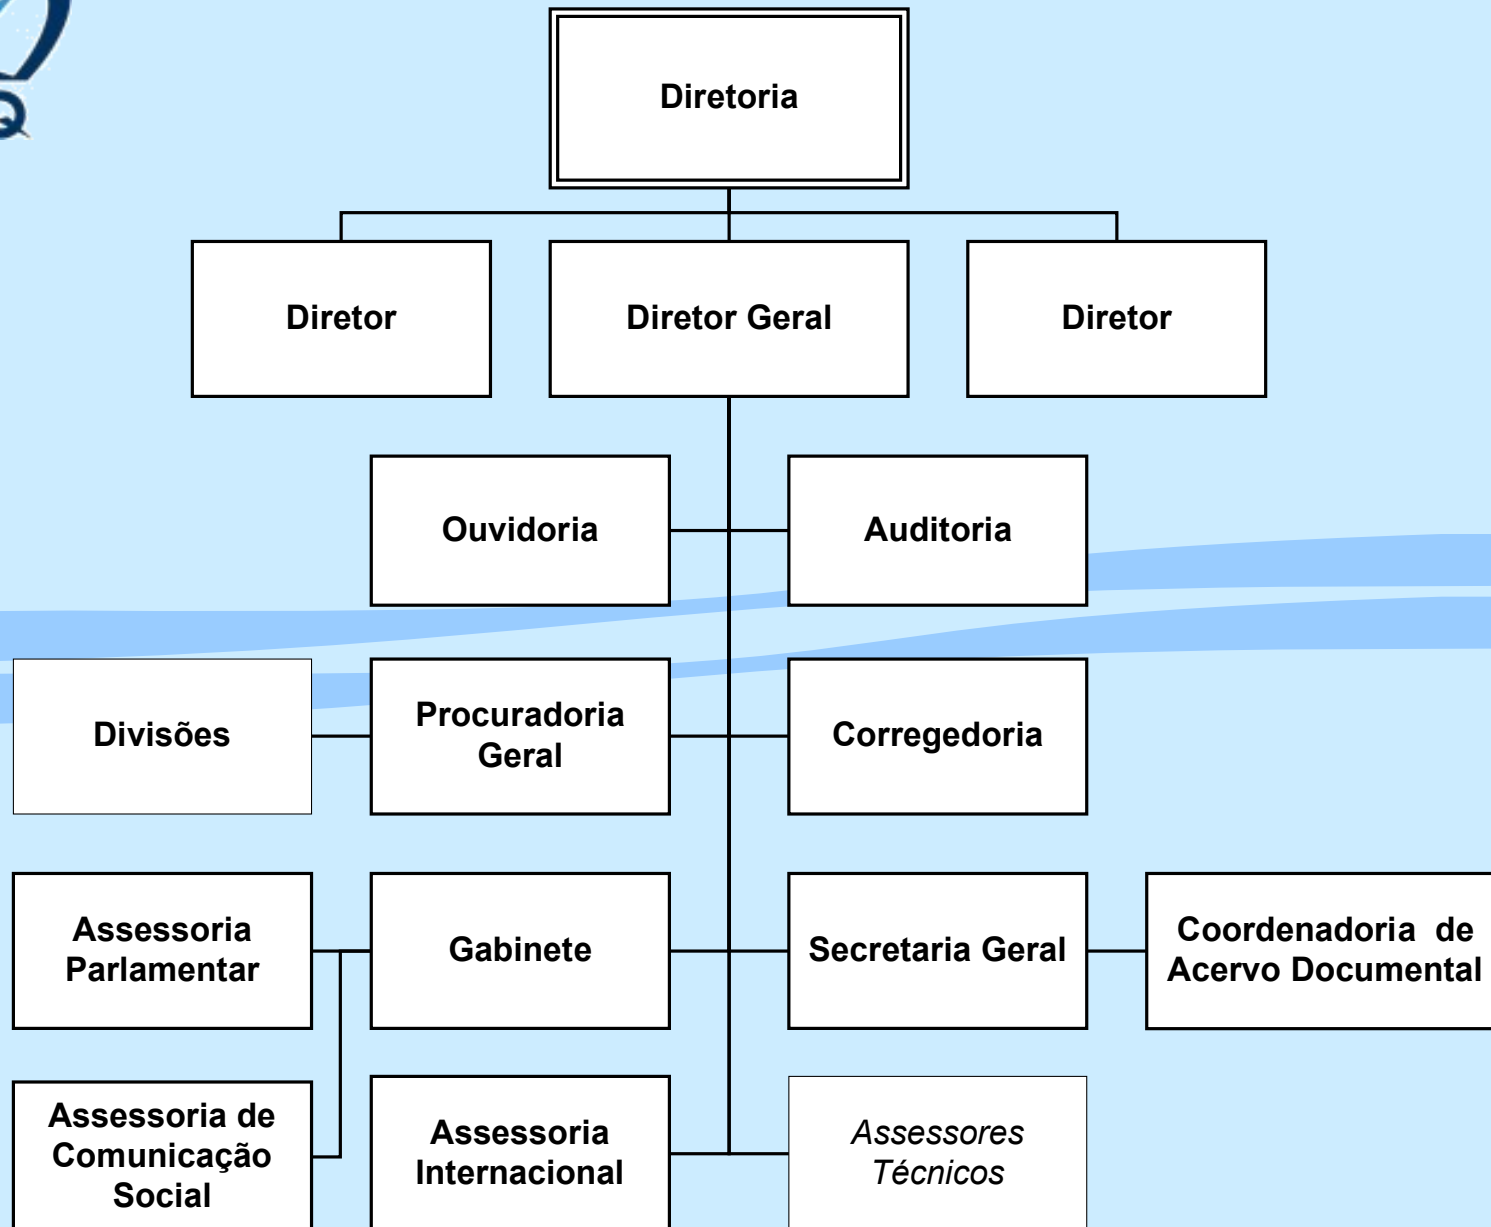 Q
Diretoria
Diretor
Diretor Geral
Diretor
Ouvidoria
Auditoria
Divisões
Procuradoria
Geral
Corregedoria
Assessoria
Parlamentar
Gabinete
Secretaria Geral
Coordenadoria de
Acervo Documental
Assessoria de
Comunicação
Social
Assessoria
Internacional
Assessores
Técnicos